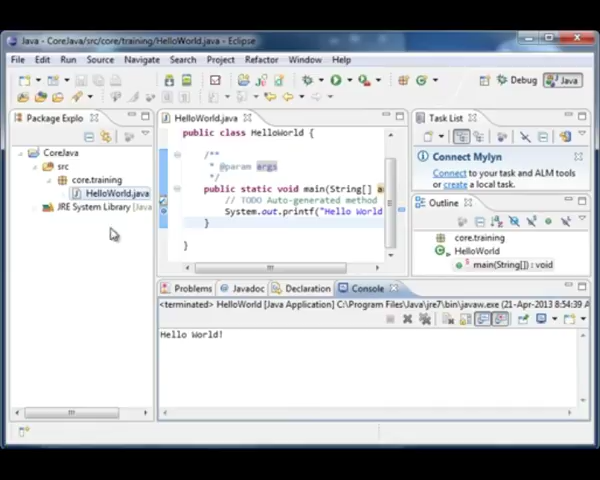 Java - CoreJava/src/core/training/HelloWorld.java - Eclipse
File Edit Source Refactor Navigate Search Project Run Window Help
Debug Java
Package Explo
CoreJava
src
core.training
HelloWorld.java
JRE System Library [Java
HelloWorld.java
public class HelloWorld {
/**
* @param args
*/
public static void main(String[] a
// TODO Auto-generated method
System.out.printf("Hello World
}
}
Task List
Connect Mylyn
Connect to your task and ALM tools
or create a local task.
Outline
core.training
HelloWorld
main(String[]) : void
Problems Javadoc Declaration Console
<terminated> HelloWorld [Java Application] C:\Program Files\Java\jre7\bin\javaw.exe (21-Apr-2013 8:54:39
Hello World!